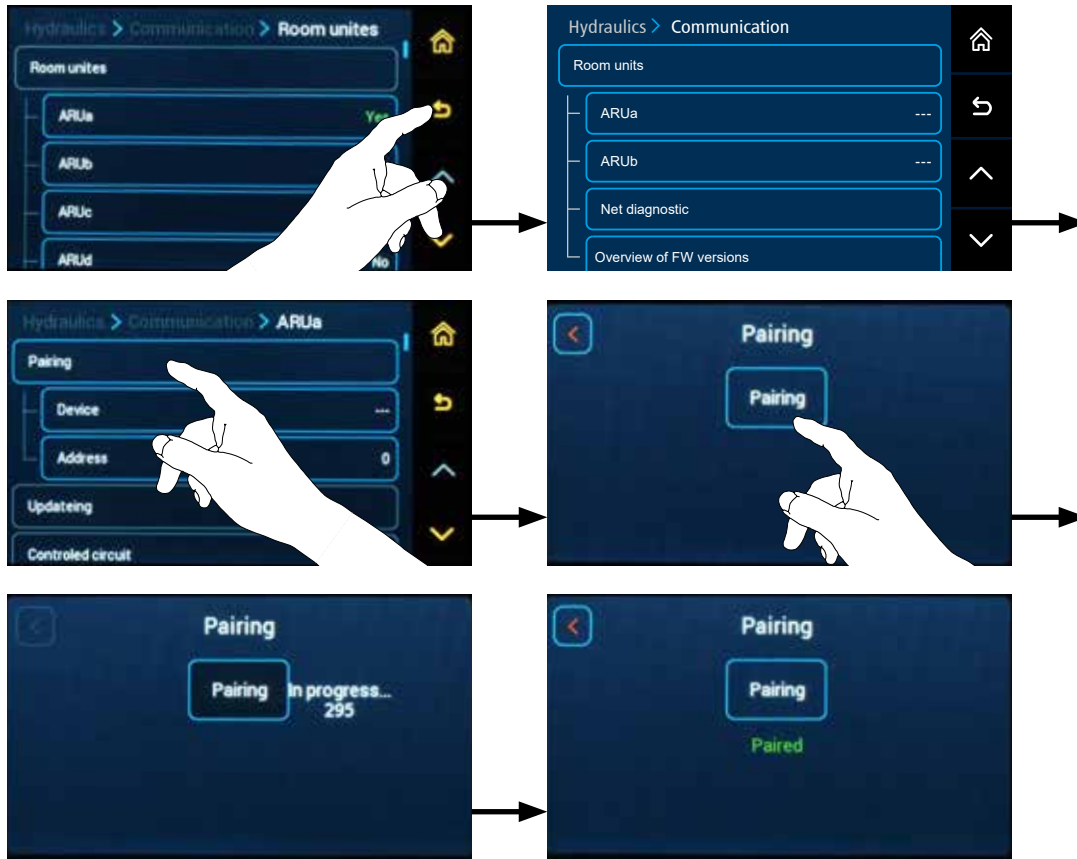 Hydraulics > Communication > Room unites
Room unites
ARUa Yes
ARUb
ARUc
ARUd No
Hydraulics > Communication
Room units
ARUa ---
ARUb ---
Net diagnostic
Overview of FW versions
Hydraulics > Communication > ARUa
Pairing
Device ---
Address 0
Updateing
Controled circuit
Pairing
Pairing
Pairing
Pairing In progress...
295
Pairing
Pairing
Paired